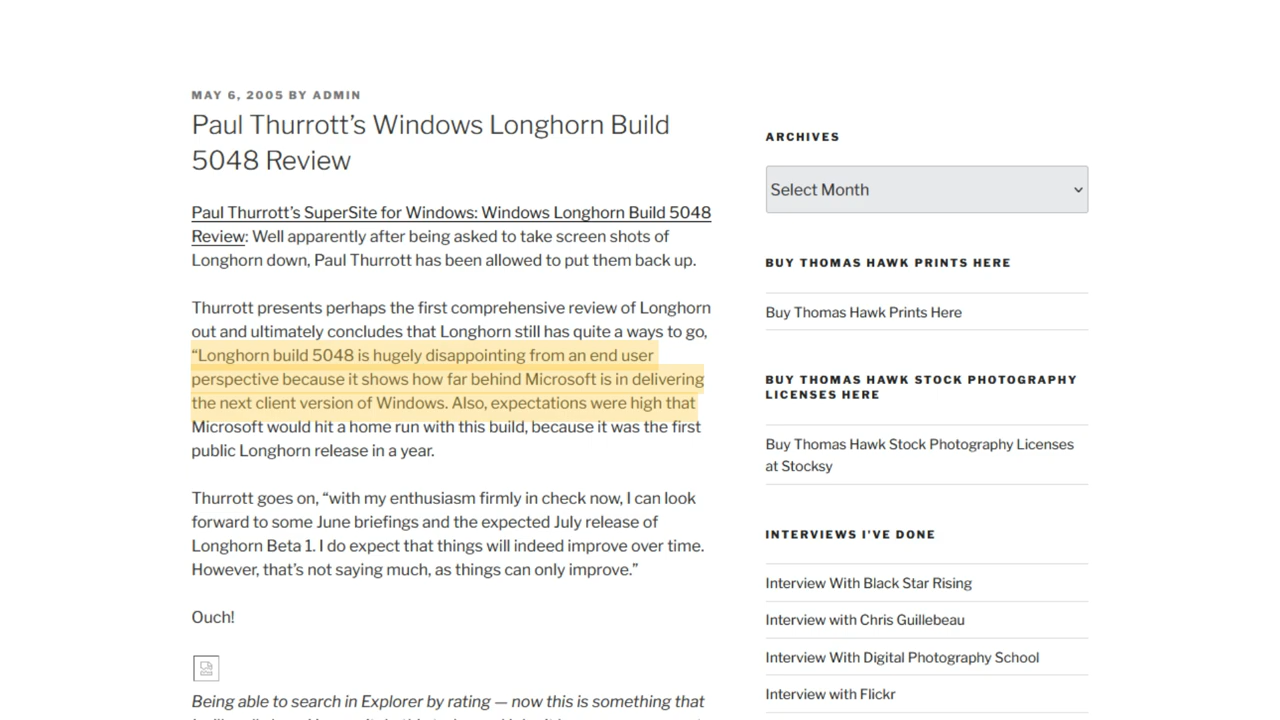 MAY 6, 2005 BY ADMIN
Paul Thurrott’s Windows Longhorn Build
5048 Review
Paul Thurrott’s SuperSite for Windows: Windows Longhorn Build 5048
Review: Well apparently after being asked to take screen shots of
Longhorn down, Paul Thurrott has been allowed to put them back up.
Thurrott presents perhaps the first comprehensive review of Longhorn
out and ultimately concludes that Longhorn still has quite a ways to go,
“Longhorn build 5048 is hugely disappointing from an end user
perspective because it shows how far behind Microsoft is in delivering
the next client version of Windows. Also, expectations were high that
Microsoft would hit a home run with this build, because it was the first
public Longhorn release in a year.
Thurrott goes on, “with my enthusiasm firmly in check now, I can look
forward to some June briefings and the expected July release of
Longhorn Beta 1. I do expect that things will indeed improve over time.
However, that’s not saying much, as things can only improve.”
Ouch!
Being able to search in Explorer by rating — now this is something that
ARCHIVES
Select Month
BUY THOMAS HAWK PRINTS HERE
Buy Thomas Hawk Prints Here
BUY THOMAS HAWK STOCK PHOTOGRAPHY
LICENSES HERE
Buy Thomas Hawk Stock Photography Licenses
at Stocksy
INTERVIEWS I'VE DONE
Interview With Black Star Rising
Interview with Chris Guillebeau
Interview With Digital Photography School
Interview with Flickr